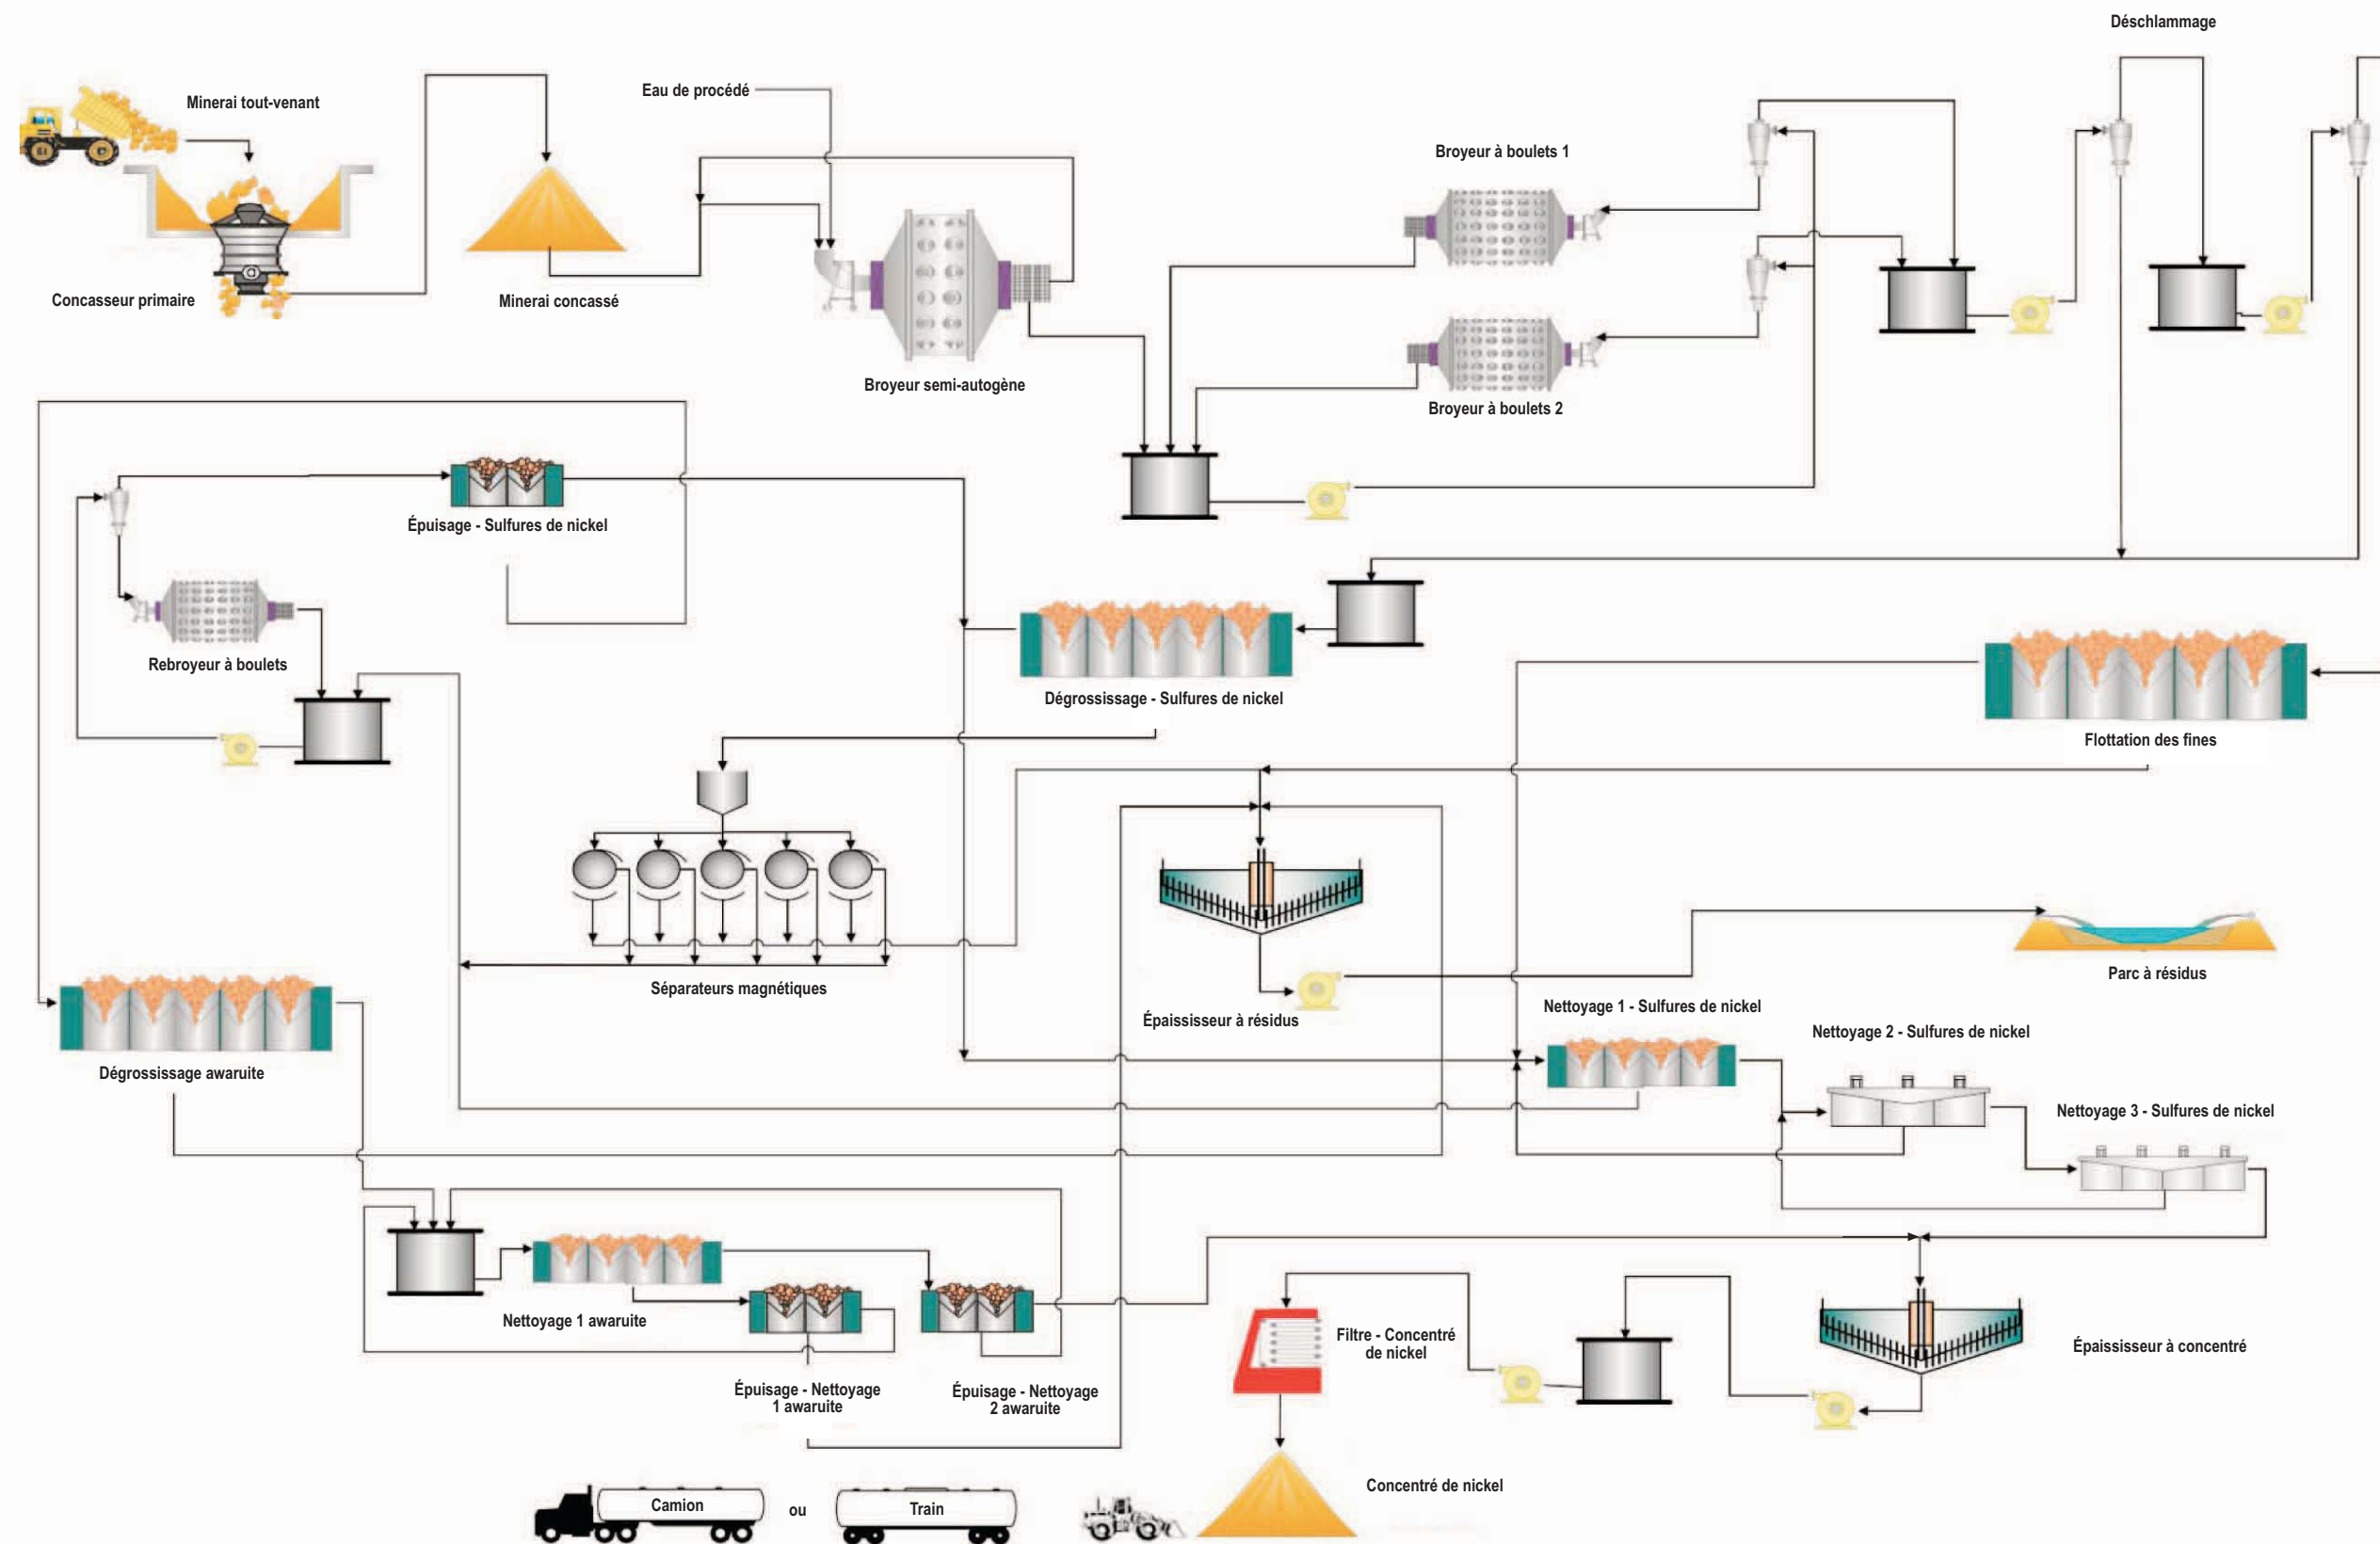 Déschlammage
Minerai tout-venant
Eau de procédé
Broyeur à boulets 1
Concasseur primaire
Minerai concassé
Broyeur semi-autogène
Broyeur à boulets 2
Épuisage - Sulfures de nickel
Rebroyeur à boulets
Dégrossissage - Sulfures de nickel
Flottation des fines
Séparateurs magnétiques
Parc à résidus
Épaississeur à résidus
Nettoyage 1 - Sulfures de nickel
Nettoyage 2 - Sulfures de nickel
Dégrossissage awaruite
Nettoyage 3 - Sulfures de nickel
Nettoyage 1 awaruite
Filtre - Concentré
de nickel
Épaississeur à concentré
Épuisage - Nettoyage
1 awaruite
Épuisage - Nettoyage
2 awaruite
Concentré de nickel
Camion
ou
Train